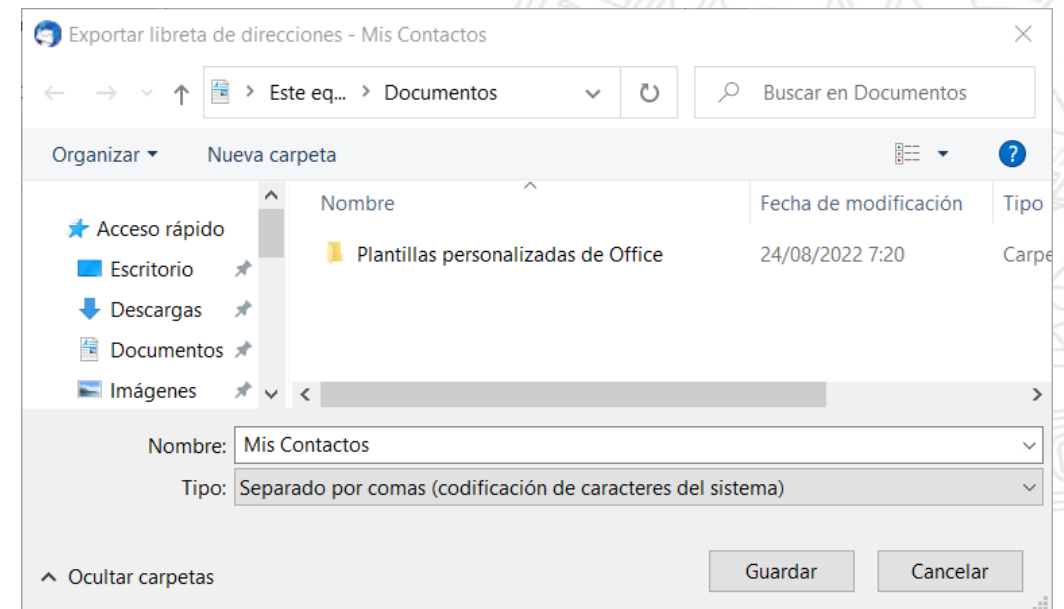 Exportar libreta de direcciones - Mis Contactos
Este eq... Documentos
Buscar en Documentos
Organizar Nueva carpeta
Nombre Fecha de modificación Tipo
Acceso rápido
Plantillas personalizadas de Office 24/08/2022 7:20 Carpe
Escritorio
Descargas
Documentos
Imágenes
Nombre: Mis Contactos
Tipo: Separado por comas (codificación de caracteres del sistema)
Ocultar carpetas
Guardar Cancelar